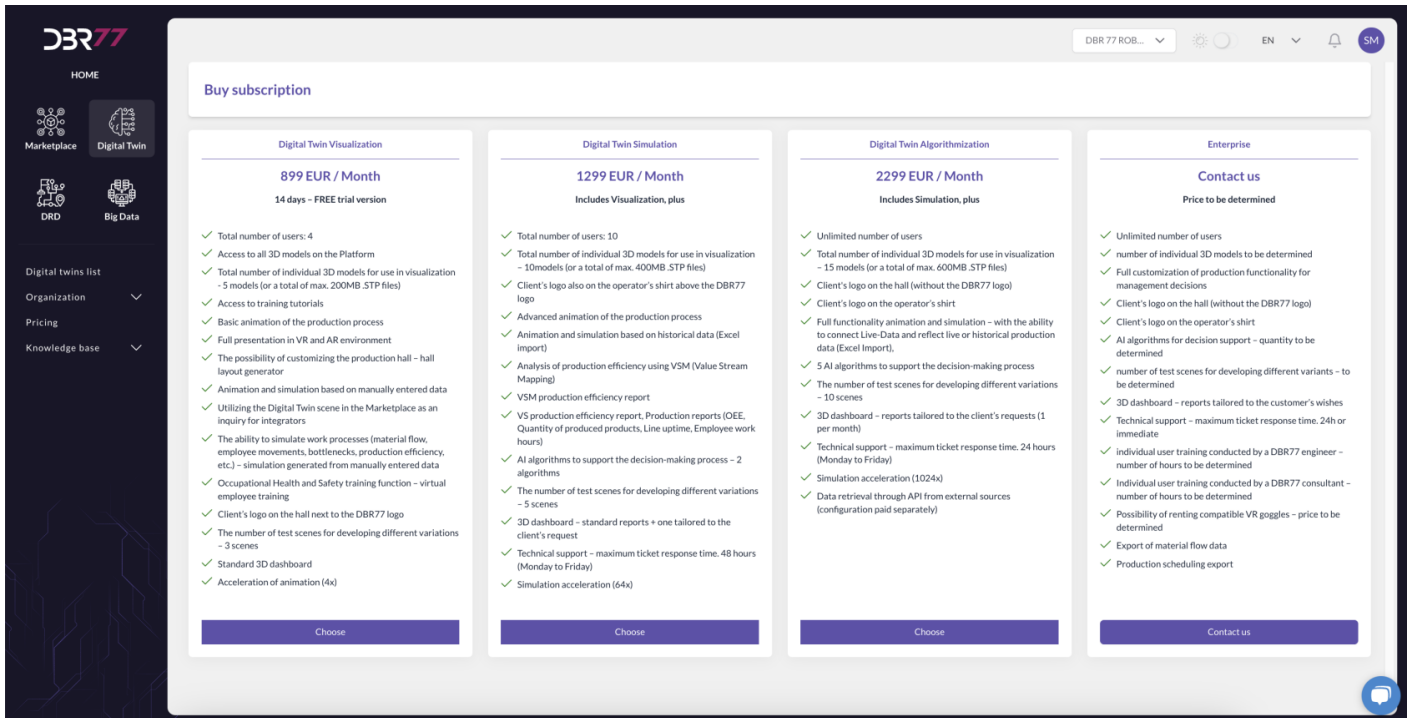 DBR77
HOME
Marketplace
Digital Twin
DRD
Big Data
Digital twins list
Organization
Pricing
Knowledge base
DBR 77 ROB...
EN
SM
Buy subscription
Digital Twin Visualization
899 EUR / Month
14 days – FREE trial version
Total number of users: 4
Access to all 3D models on the Platform
Total number of individual 3D models for use in visualization
- 5 models (or a total of max. 200MB .STP files)
Access to training tutorials
Basic animation of the production process
Full presentation in VR and AR environment
The possibility of customizing the production hall – hall
layout generator
Animation and simulation based on manually entered data
Utilizing the Digital Twin scene in the Marketplace as an
inquiry for integrators
The ability to simulate work processes (material flow,
employee movements, bottlenecks, production efficiency,
etc.) – simulation generated from manually entered data
Occupational Health and Safety training function – virtual
employee training
Client's logo on the hall next to the DBR77 logo
The number of test scenes for developing different variations
– 3 scenes
Standard 3D dashboard
Acceleration of animation (4x)
Choose
Digital Twin Simulation
1299 EUR / Month
Includes Visualization, plus
Total number of users: 10
Total number of individual 3D models for use in visualization
– 10models (or a total of max. 400MB .STP files)
Client's logo also on the operator's shirt above the DBR77
logo
Advanced animation of the production process
Animation and simulation based on historical data (Excel
import)
Analysis of production efficiency using VSM (Value Stream
Mapping)
VSM production efficiency report
VS production efficiency report, Production reports (OEE,
Quantity of produced products, Line uptime, Employee work
hours)
AI algorithms to support the decision-making process – 2
algorithms
The number of test scenes for developing different variations
– 5 scenes
3D dashboard – standard reports + one tailored to the
client's request
Technical support – maximum ticket response time. 48 hours
(Monday to Friday)
Simulation acceleration (64x)
Choose
Digital Twin Algorithmization
2299 EUR / Month
Includes Simulation, plus
Unlimited number of users
Total number of individual 3D models for use in visualization
– 15 models (or a total of max. 600MB .STP files)
Client's logo on the hall (without the DBR77 logo)
Client's logo on the operator's shirt
Full functionality animation and simulation – with the ability
to connect Live-Data and reflect live or historical production
data (Excel Import),
5 AI algorithms to support the decision-making process
The number of test scenes for developing different variations
– 10 scenes
3D dashboard – reports tailored to the client's requests (1
per month)
Technical support – maximum ticket response time. 24 hours
(Monday to Friday)
Simulation acceleration (1024x)
Data retrieval through API from external sources
(configuration paid separately)
Choose
Enterprise
Contact us
Price to be determined
Unlimited number of users
number of individual 3D models to be determined
Full customization of production functionality for
management decisions
Client's logo on the hall (without the DBR77 logo)
Client's logo on the operator's shirt
AI algorithms for decision support – quantity to be
determined
number of test scenes for developing different variants – to
be determined
3D dashboard – reports tailored to the customer's wishes
Technical support – maximum ticket response time. 24h or
immediate
individual user training conducted by a DBR77 engineer –
number of hours to be determined
Individual user training conducted by a DBR77 consultant –
number of hours to be determined
Possibility of renting compatible VR goggles – price to be
determined
Export of material flow data
Production scheduling export
Contact us